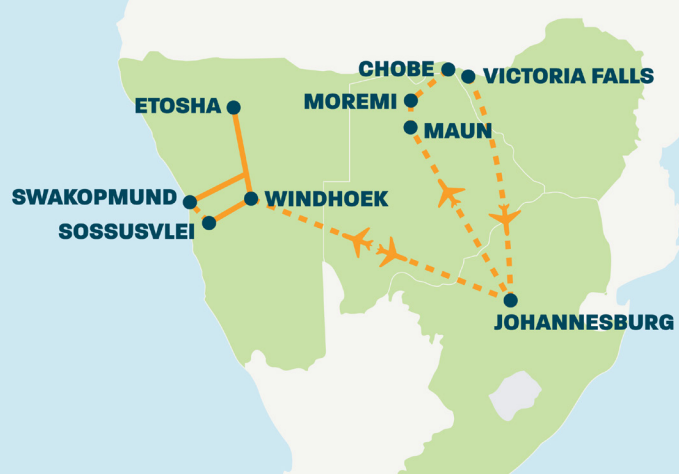 CHOBE
VICTORIA FALLS
ETOSHA
MOREMI
MAUN
SWAKOPMUND
WINDHOEK
SOSSUSVLEI
JOHANNESBURG